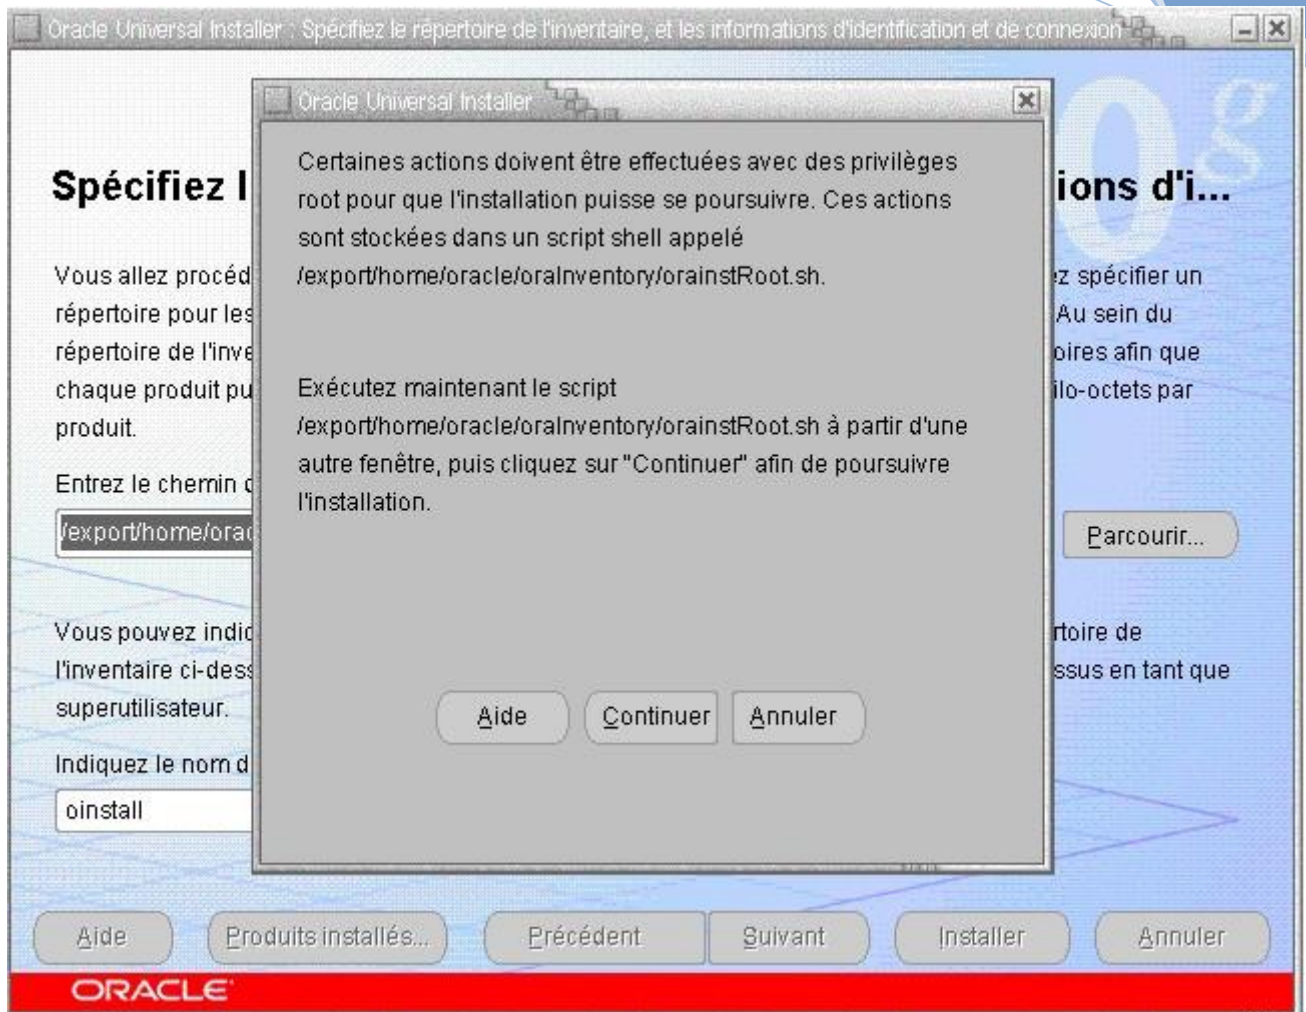 Oracle Universal Installer : Spécifiez le répertoire de l'inventaire, et les informations d'identification et de connexion
0g
Spécifiez l
ions d'i...
Oracle Universal Installer
Certaines actions doivent être effectuées avec des privilèges
root pour que l'installation puisse se poursuivre. Ces actions
sont stockées dans un script shell appelé
/export/home/oracle/oraInventory/orainstRoot.sh.
Exécutez maintenant le script
/export/home/oracle/oraInventory/orainstRoot.sh à partir d'une
autre fenêtre, puis cliquez sur "Continuer" afin de poursuivre
l'installation.
Aide
Continuer
Annuler
Vous allez procéd
ez spécifier un
répertoire pour les
Au sein du
répertoire de l'inve
oires afin que
chaque produit pu
ilo-octets par
produit.
Entrez le chemin d
/export/home/orac
Parcourir...
Vous pouvez indic
rtoire de
l'inventaire ci-dess
ssus en tant que
superutilisateur.
Indiquez le nom d
oinstall
Aide
Produits installés...
Précédent
Suivant
Installer
Annuler
ORACLE